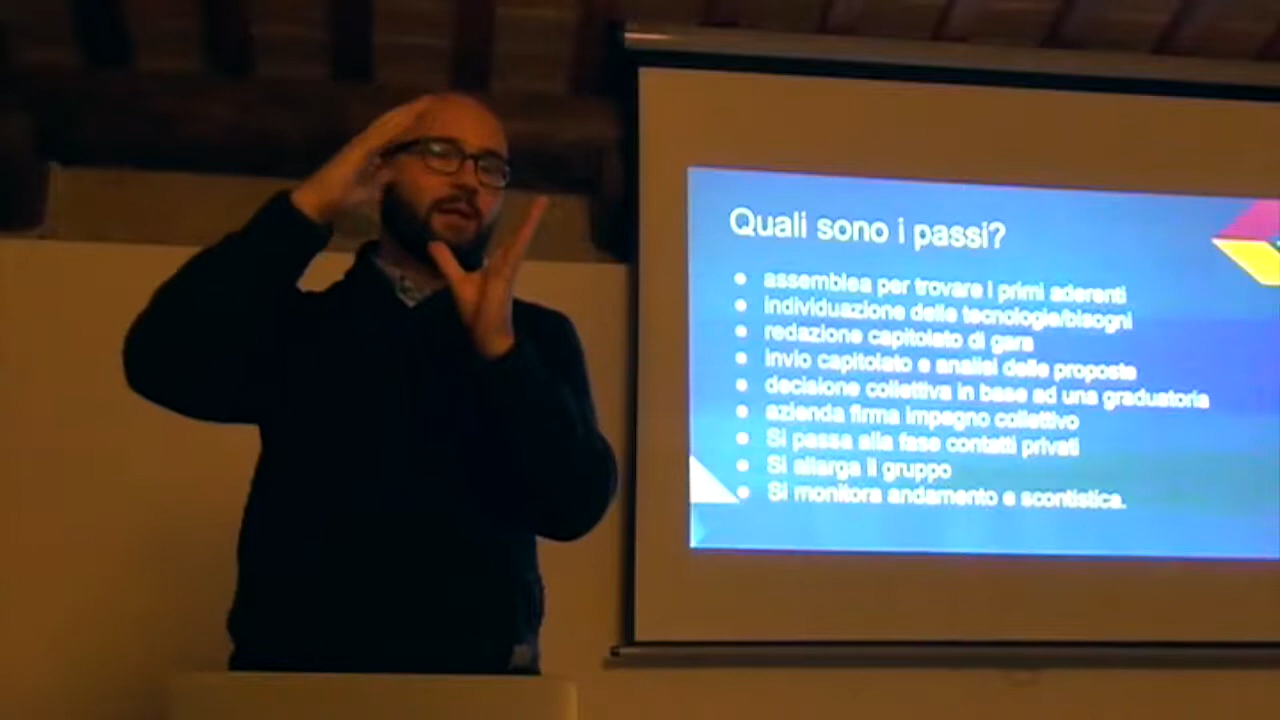 Quali sono i passi?
● assemblea per trovare i primi aderenti
● individuazione delle tecnologie/bisogni
● redazione capitolato di gara
● invio capitolato e analisi delle proposte
● decisione collettiva in base ad una graduatoria
● azienda firma impegno collettivo
● Si passa alla fase contatti privati
● Si allarga il gruppo
● Si monitora andamento e scontistica.